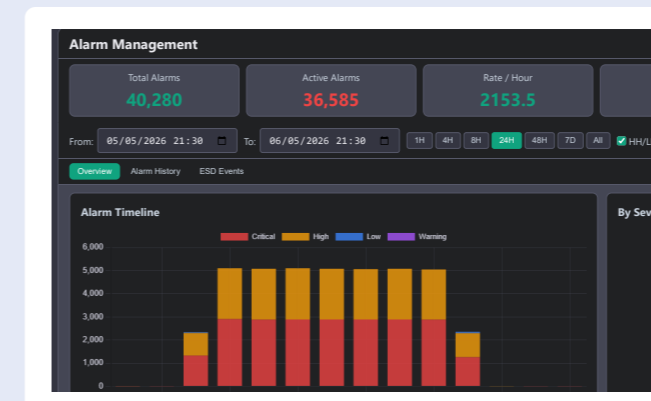 Alarm Management
Total Alarms
40,280
Active Alarms
36,585
Rate / Hour
2153.5
From: 05/05/2026 21:30 To: 06/05/2026 21:30 1H 4H 8H 24H 48H 7D All HH/L
Overview Alarm History ESD Events
Alarm Timeline
By Sev
Critical High Low Warning
6,000
5,000
4,000
3,000
2,000
1,000
0